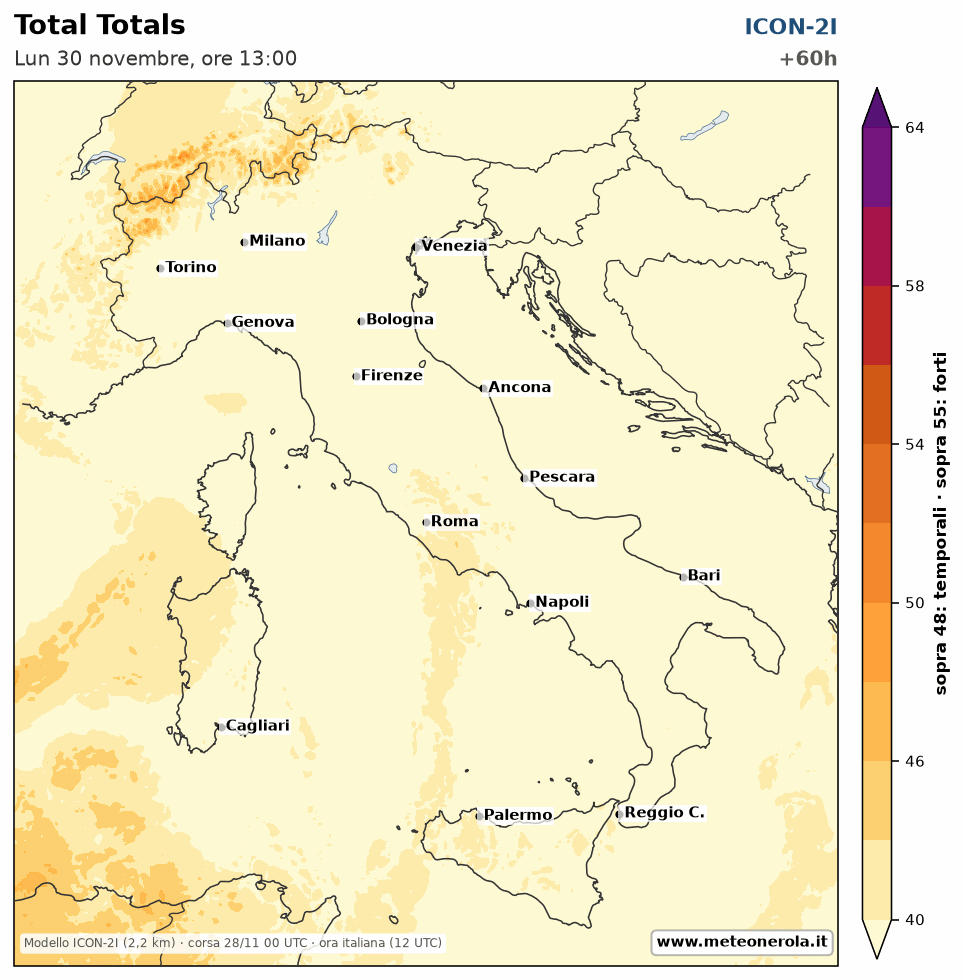 Total Totals
ICON-2I
Lun 30 novembre, ore 13:00
+60h
64
58
54
50
46
40
sopra 48: temporali · sopra 55: forti
Milano
Venezia
Torino
Genova
Bologna
Firenze
Ancona
Pescara
Roma
Bari
Napoli
Cagliari
Palermo
Reggio C.
Modello ICON-2I (2,2 km) · corsa 28/11 00 UTC · ora italiana (12 UTC)
www.meteonerola.it